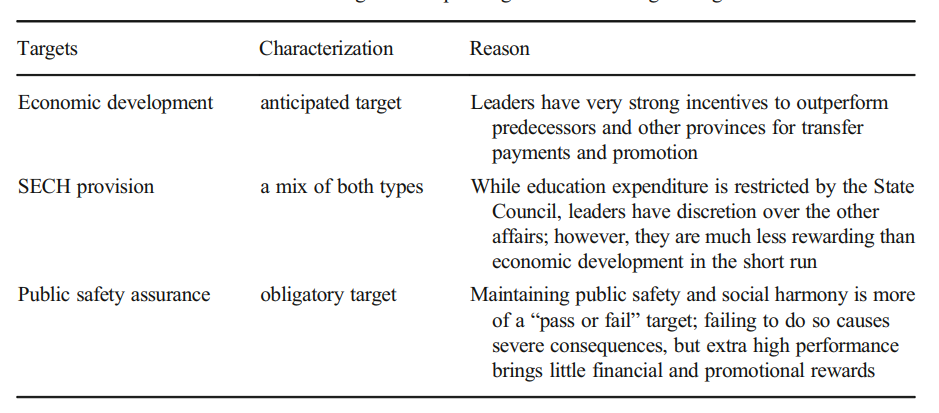 Targets Characterization Reason
Economic development anticipated target Leaders have very strong incentives to outperform
predecessors and other provinces for transfer
payments and promotion
SECH provision a mix of both types While education expenditure is restricted by the State
Council, leaders have discretion over the other
affairs; however, they are much less rewarding than
economic development in the short run
Public safety assurance obligatory target Maintaining public safety and social harmony is more
of a “pass or fail” target; failing to do so causes
severe consequences, but extra high performance
brings little financial and promotional rewards